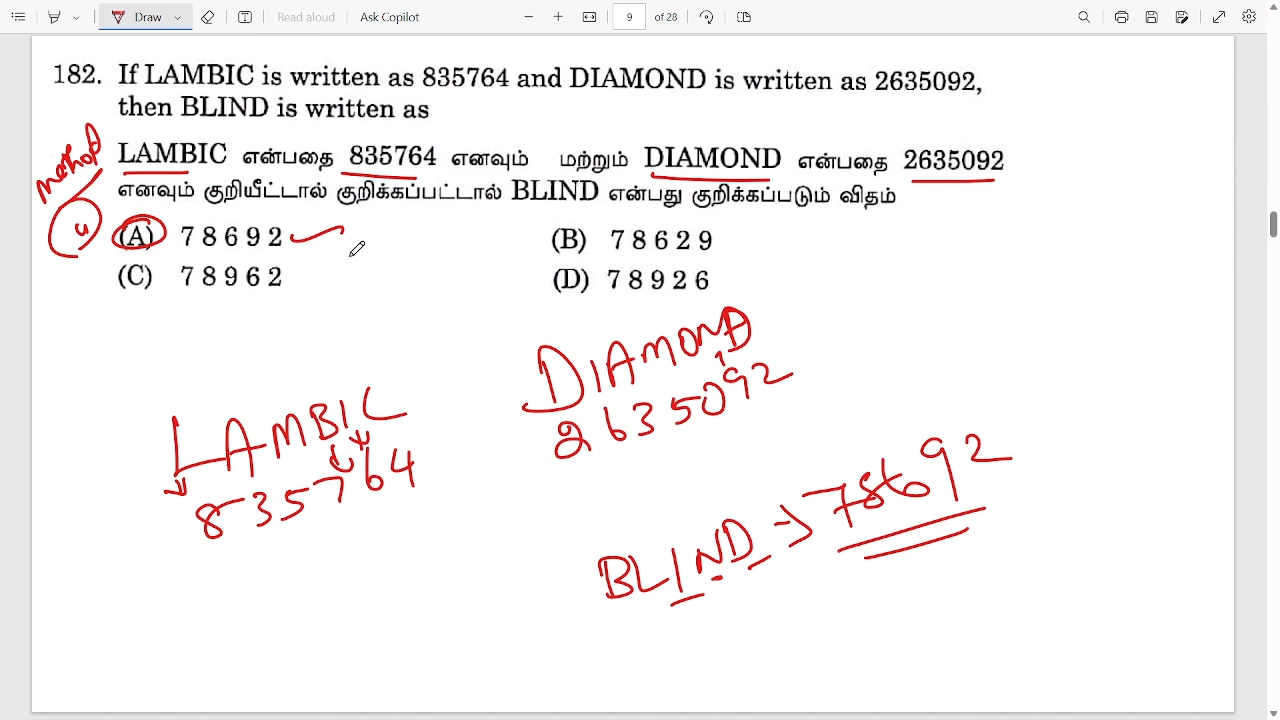 Draw
Read aloud
Ask Copilot
9 of 28
182. If LAMBIC is written as 835764 and DIAMOND is written as 2635092,
then BLIND is written as
LAMBIC என்பதை 835764 எனவும் மற்றும் DIAMOND என்பதை 2635092
எனவும் குறியீட்டால் குறிக்கப்பட்டால் BLIND என்பது குறிக்கப்படும் விதம்
method
4
(A) 7 8 6 9 2
(B) 7 8 6 2 9
(C) 7 8 9 6 2
(D) 7 8 9 2 6
DIAMOND
2635092
LAMBIC
835764
BLIND → 78692